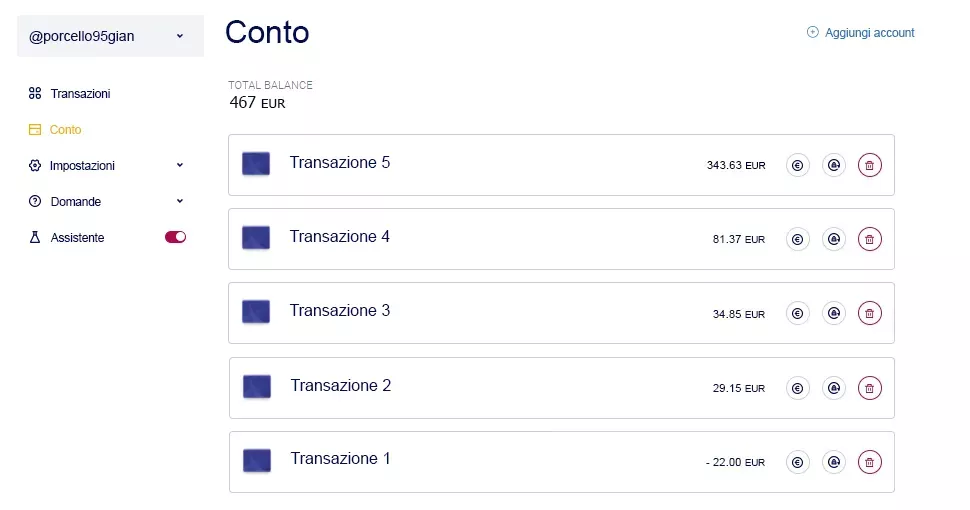 @porcello95gian
Conto
Aggiungi account
TOTAL BALANCE
467 EUR
Transazioni
Conto
Impostazioni
Domande
Assistente
Transazione 5
343.63 EUR
Transazione 4
81.37 EUR
Transazione 3
34.85 EUR
Transazione 2
29.15 EUR
Transazione 1
- 22.00 EUR